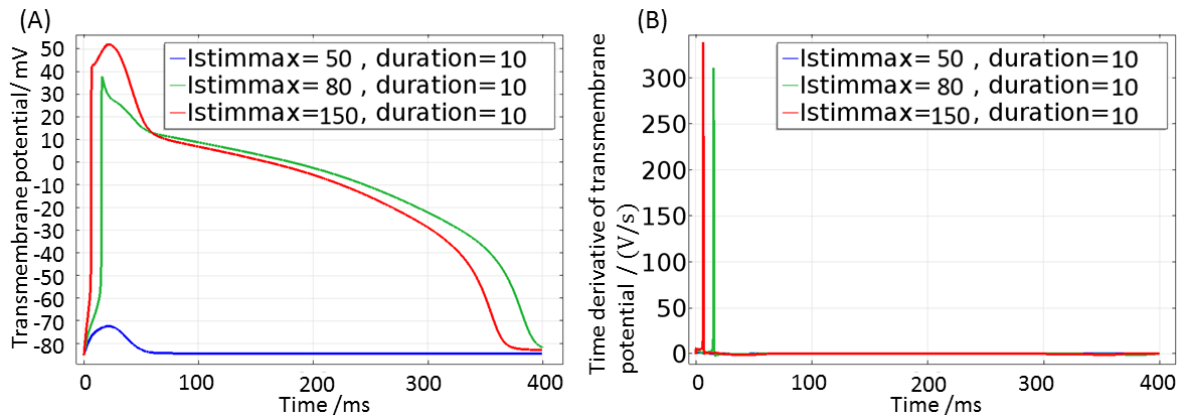 (A)
Transmembrane potential/ mV
50
40
30
20
10
0
-10
-20
-30
-40
-50
-60
-70
-80
Istimmax= 50 , duration=10
Istimmax= 80 , duration=10
Istimmax=150 , duration=10
0
100
200
300
400
Time /ms
(B)
Time derivative of transmembrane
potential / (V/s)
300
250
200
150
100
50
0
Istimmax= 50 , duration=10
Istimmax= 80 , duration=10
Istimmax=150 , duration=10
0
100
200
300
400
Time /ms